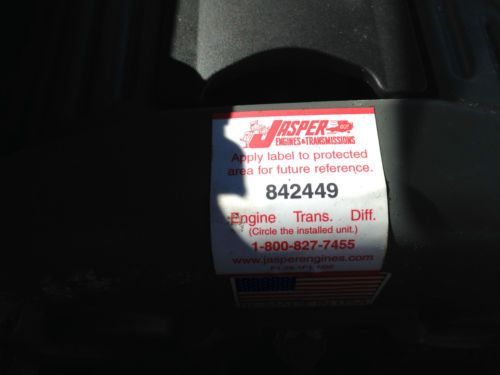 JASPER
ENGINES & TRANSMISSIONS
Apply label to protected
area for future reference.
842449
Engine Trans. Diff.
(Circle the installed unit.)
1-800-827-7455
www.jasperengines.com